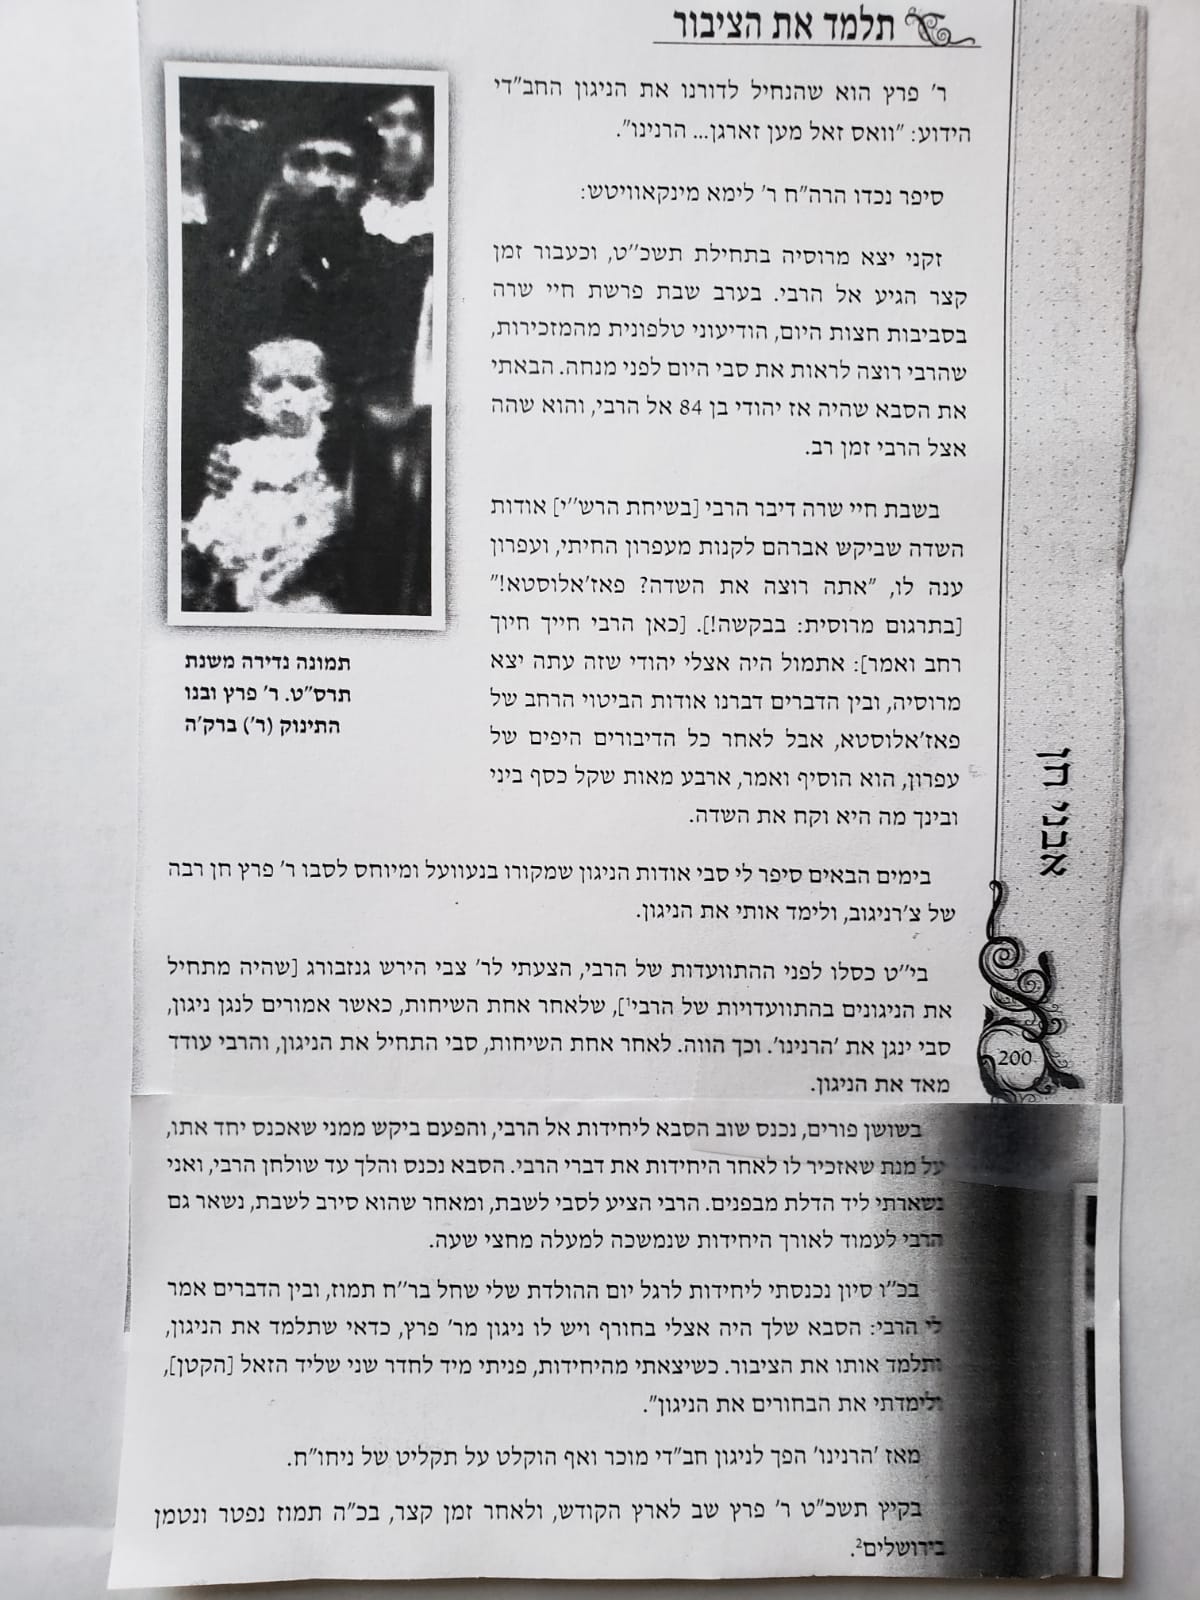 תלמד את הציבור
ר' פרץ הוא שהנחיל לדורנו את הניגון החב"די
הידוע: "וואס זאל מען זארגן... הרנינו".
סיפר נכדו הרה"ח ר' לימא מינקאוויטש:
זקני יצא מרוסיה בתחילת תשכ"ט, וכעבור זמן
קצר הגיע אל הרבי. בערב שבת פרשת חיי שרה
בסביבות חצות היום, הודיעוני טלפונית מהמזכירות,
שהרבי רוצה לראות את סבי היום לפני מנחה. הבאתי
את הסבא שהיה אז יהודי בן 84 אל הרבי, והוא שהה
אצל הרבי זמן רב.
בשבת חיי שרה דיבר הרבי [בשיחת הרש"י] אודות
השדה שביקש אברהם לקנות מעפרון החיתי, ועפרון
ענה לו, "אתה רוצה את השדה? פאז'אלוסטא!"
[בתרגום מרוסית: בבקשה!]. [כאן הרבי חייך חיוך
רחב ואמר]: אתמול היה אצלי יהודי שזה עתה יצא
מרוסיה, ובין הדברים דברנו אודות הביטוי הרחב של
פאז'אלוסטא, אבל לאחר כל הדיבורים היפים של
עפרון, הוא הוסיף ואמר, ארבע מאות שקל כסף ביני
ובינך מה היא וקח את השדה.
תמונה נדירה משנת
תרס"ט. ר' פרץ ובנו
התינוק (ר') ברק'ה
בימים הבאים סיפר לי סבי אודות הניגון שמקורו בנעוועל ומיוחס לסבו ר' פרץ חן רבה
של צ'רניגוב, ולימד אותי את הניגון.
בי"ט כסלו לפני ההתוועדות של הרבי, הצעתי לר' צבי הירש גנזבורג [שהיה מתחיל
את הניגונים בהתוועדויות של הרבי¹], שלאחר אחת השיחות, כאשר אמורים לנגן ניגון,
סבי ינגן את 'הרנינו'. וכך הווה. לאחר אחת השיחות, סבי התחיל את הניגון, והרבי עודד
מאד את הניגון.
בשושן פורים, נכנס שוב הסבא ליחידות אל הרבי, והפעם ביקש ממני שאכנס יחד אתו,
על מנת שאזכיר לו לאחר היחידות את דברי הרבי. הסבא נכנס והלך עד שולחן הרבי, ואני
נשארתי ליד הדלת מבפנים. הרבי הציע לסבי לשבת, ומאחר שהוא סירב לשבת, נשאר גם
הרבי לעמוד לאורך היחידות שנמשכה למעלה מחצי שעה.
בכ"ו סיון נכנסתי ליחידות לרגל יום ההולדת שלי שחל בר"ח תמוז, ובין הדברים אמר
לי הרבי: הסבא שלך היה אצלי בחורף ויש לו ניגון מר' פרץ, כדאי שתלמד את הניגון,
ותלמד אותו את הציבור. כשיצאתי מהיחידות, פניתי מיד לחדר שני שליד הזאל [הקטן],
ולימדתי את הבחורים את הניגון".
מאז 'הרנינו' הפך לניגון חב"די מוכר ואף הוקלט על תקליט של ניחו"ח.
בקיץ תשכ"ט ר' פרץ שב לארץ הקודש, ולאחר זמן קצר, בכ"ה תמוז נפטר ונטמן
בירושלים².
אבני חן
200